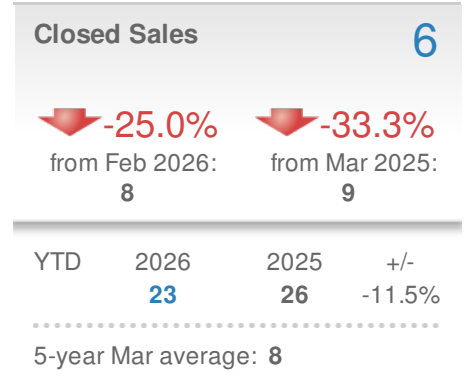 Closed Sales 6
-25.0% -33.3%
from Feb 2026: from Mar 2025:
8 9
YTD 2026 2025 +/-
23 26 -11.5%
5-year Mar average: 8